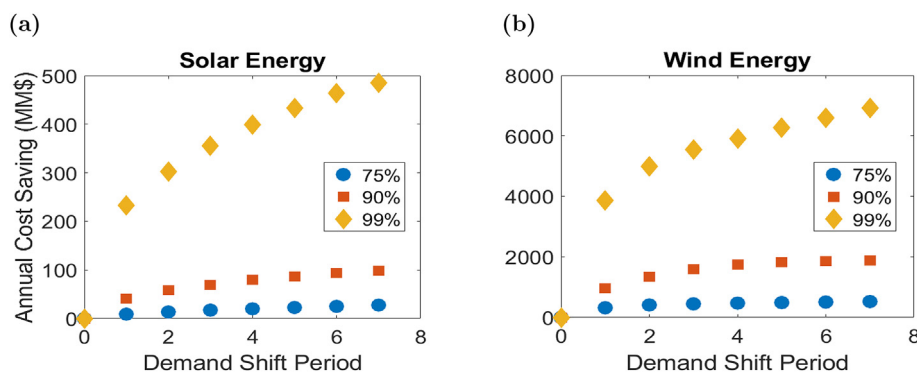 (a)
Solar Energy
Annual Cost Saving (MM$)
500
400
300
200
100
0
75%
90%
99%
0 2 4 6 8
Demand Shift Period
(b)
Wind Energy
8000
6000
4000
2000
0
75%
90%
99%
0 2 4 6 8
Demand Shift Period